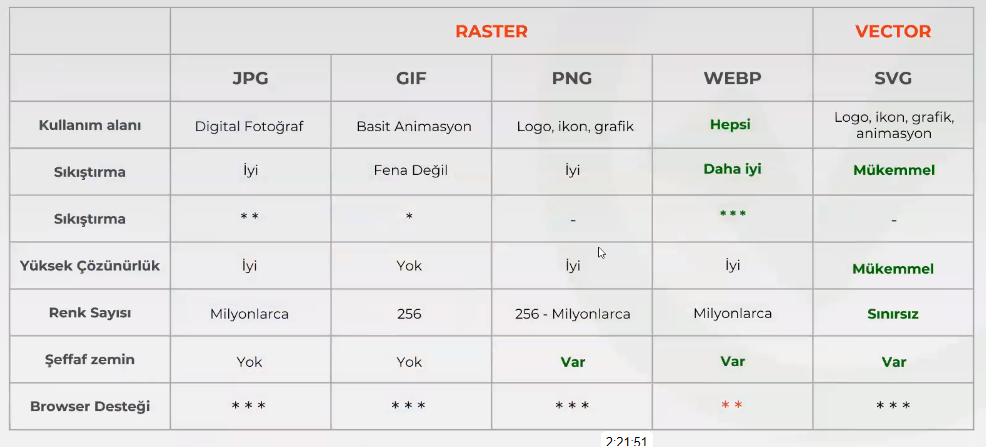 RASTER VECTOR
JPG GIF PNG WEBP SVG
Kullanım alanı Digital Fotoğraf Basit Animasyon Logo, ikon, grafik Hepsi Logo, ikon, grafik, animasyon
Sıkıştırma İyi Fena Değil İyi Daha iyi Mükemmel
Sıkıştırma ** * - *** -
Yüksek Çözünürlük İyi Yok İyi İyi Mükemmel
Renk Sayısı Milyonlarca 256 256 - Milyonlarca Milyonlarca Sınırsız
Şeffaf zemin Yok Yok Var Var Var
Browser Desteği *** *** *** ** ***
2:21:51